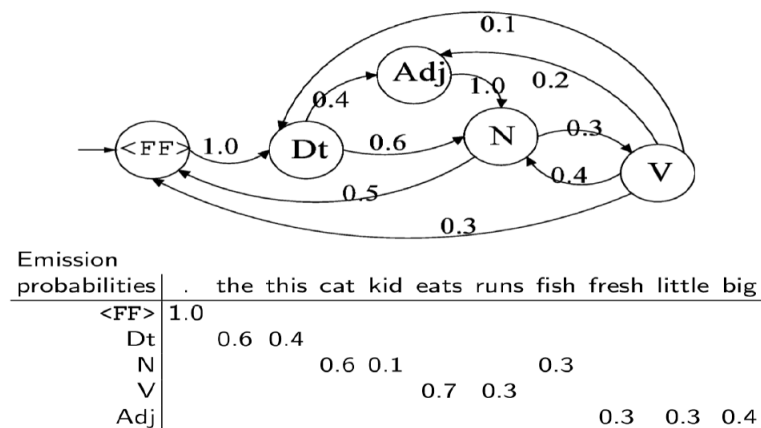 0.1
Adj
0.2
0.4
1.0
<FF>
1.0
Dt
0.6
N
0.3
V
0.4
0.5
0.3
Emission
probabilities . the this cat kid eats runs fish fresh little big
<FF> 1.0
Dt 0.6 0.4
N 0.6 0.1 0.3
V 0.7 0.3
Adj 0.3 0.3 0.4